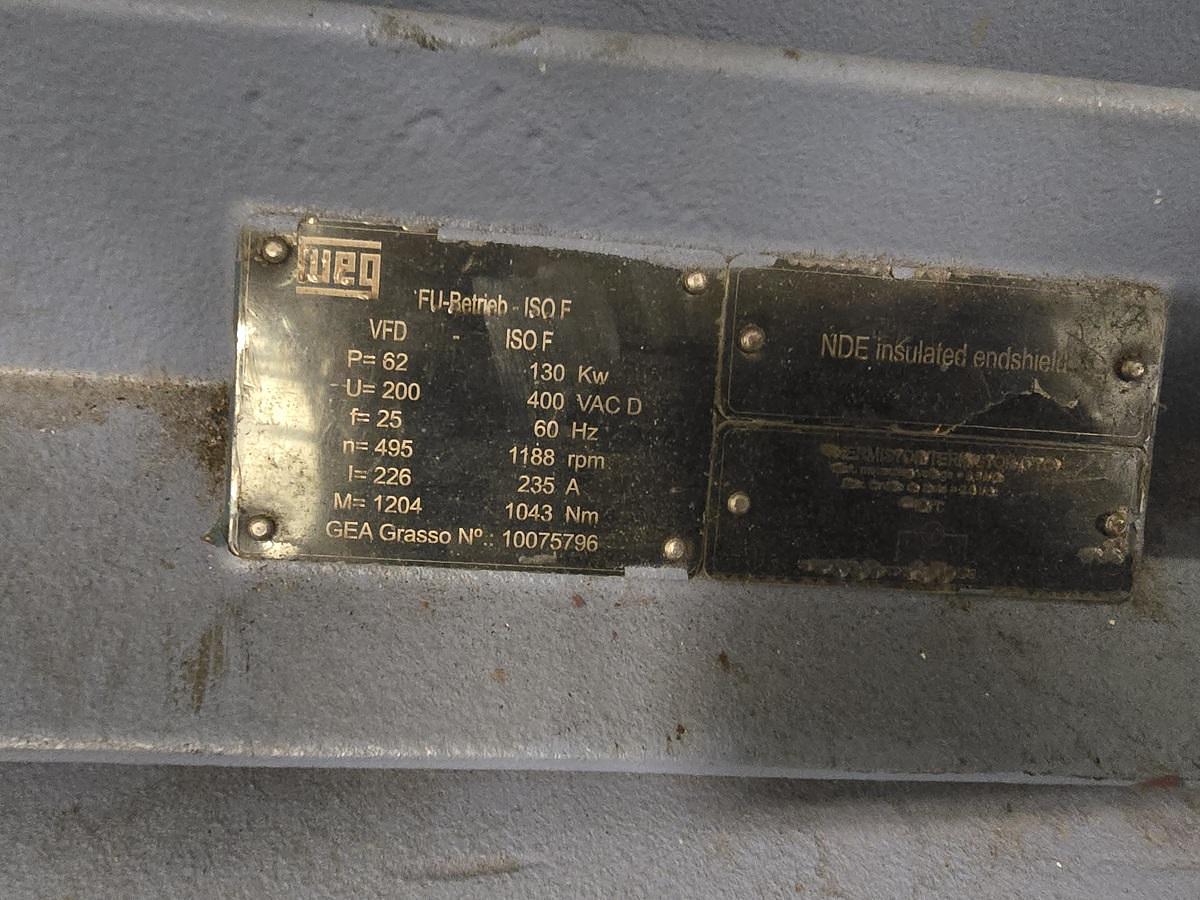 weg
FU-Betrieb - ISO F
VFD - ISO F
P= 62 130 Kw
U= 200 400 VAC D
f= 25 60 Hz
n= 495 1188 rpm
I= 226 235 A
M= 1204 1043 Nm
GEA Grasso Nº.: 10075796
NDE insulated endshield